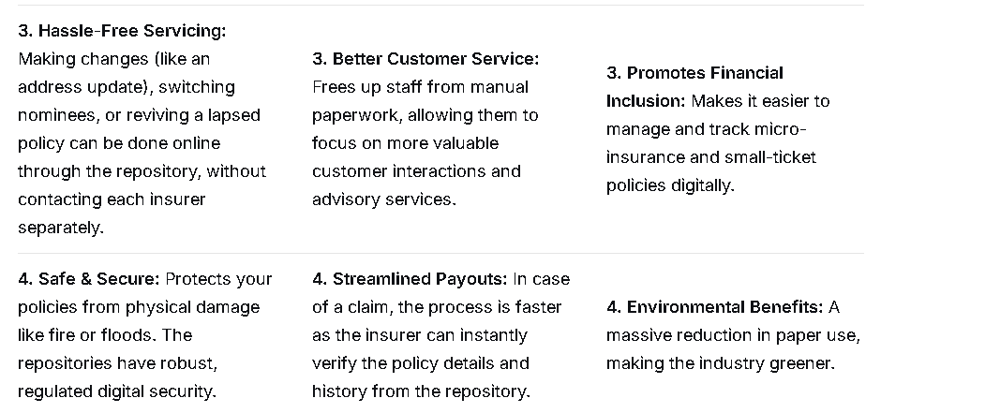 3. Hassle-Free Servicing:
Making changes (like an
address update), switching
nominees, or reviving a lapsed
policy can be done online
through the repository, without
contacting each insurer
separately.
3. Better Customer Service:
Frees up staff from manual
paperwork, allowing them to
focus on more valuable
customer interactions and
advisory services.
3. Promotes Financial
Inclusion: Makes it easier to
manage and track micro-
insurance and small-ticket
policies digitally.
4. Safe & Secure: Protects your
policies from physical damage
like fire or floods. The
repositories have robust,
regulated digital security.
4. Streamlined Payouts: In case
of a claim, the process is faster
as the insurer can instantly
verify the policy details and
history from the repository.
4. Environmental Benefits: A
massive reduction in paper use,
making the industry greener.